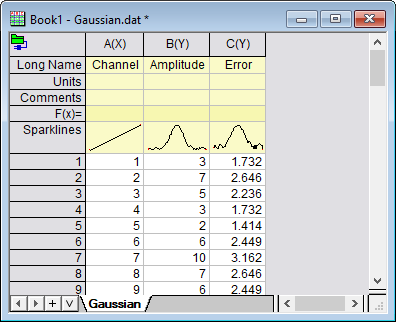 Book1 - Gaussian.dat *
A(X) B(Y) C(Y)
Long Name Channel Amplitude Error
Units
Comments
F(x)=
Sparklines
1 1 3 1.732
2 2 7 2.646
3 3 5 2.236
4 4 3 1.732
5 5 2 1.414
6 6 6 2.449
7 7 10 3.162
8 8 7 2.646
9 9 6 2.449
Gaussian